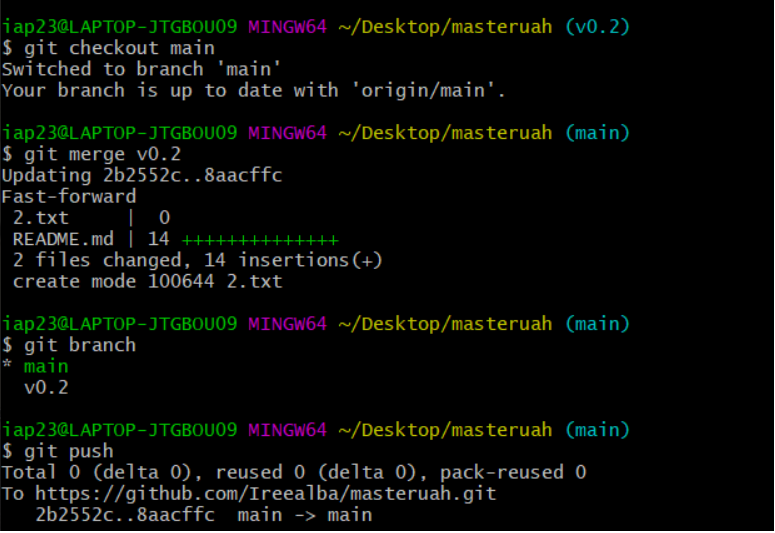 iap23@LAPTOP-JTGBOU09 MINGW64 ~/Desktop/masteruah (v0.2)
$ git checkout main
Switched to branch 'main'
Your branch is up to date with 'origin/main'.
iap23@LAPTOP-JTGBOU09 MINGW64 ~/Desktop/masteruah (main)
$ git merge v0.2
Updating 2b2552c..8aacffc
Fast-forward
 2.txt     |  0
 README.md | 14 ++++++++++++++
 2 files changed, 14 insertions(+)
 create mode 100644 2.txt
iap23@LAPTOP-JTGBOU09 MINGW64 ~/Desktop/masteruah (main)
$ git branch
* main
  v0.2
iap23@LAPTOP-JTGBOU09 MINGW64 ~/Desktop/masteruah (main)
$ git push
Total 0 (delta 0), reused 0 (delta 0), pack-reused 0
To https://github.com/Ireealba/masteruah.git
   2b2552c..8aacffc  main -> main